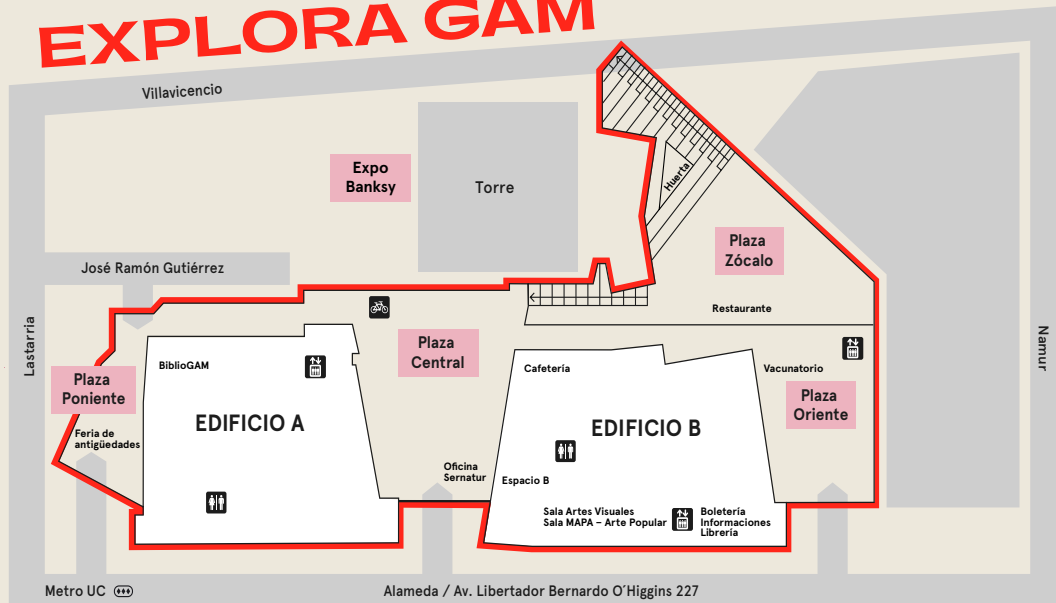 EXPLORA GAM
Villavicencio
Expo
Banksy
Torre
Huerta
Plaza
Zócalo
José Ramón Gutiérrez
Restaurante
Lastarria
Namur
BiblioGAM
Plaza
Central
Cafetería
Vacunatorio
Plaza
Poniente
Plaza
Oriente
EDIFICIO A
EDIFICIO B
Feria de
antigüedades
Oficina
Sernatur
Espacio B
Sala Artes Visuales
Sala MAPA – Arte Popular
Boletería
Informaciones
Librería
Metro UC
Alameda / Av. Libertador Bernardo O´Higgins 227